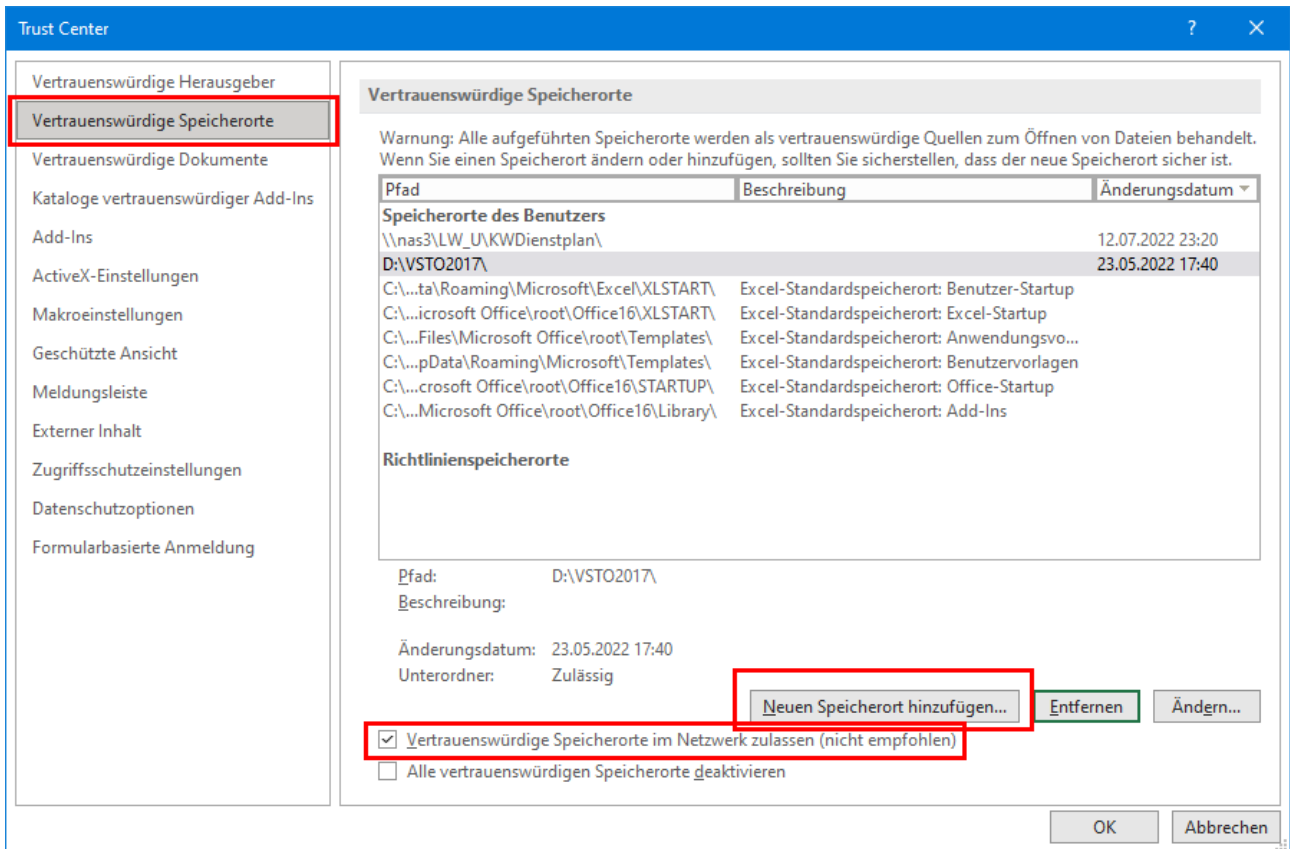 Trust Center
?
Vertrauenswürdige Herausgeber
Vertrauenswürdige Speicherorte
Vertrauenswürdige Dokumente
Kataloge vertrauenswürdiger Add-Ins
Add-Ins
ActiveX-Einstellungen
Makroeinstellungen
Geschützte Ansicht
Meldungsleiste
Externer Inhalt
Zugriffsschutzeinstellungen
Datenschutzoptionen
Formularbasierte Anmeldung
Vertrauenswürdige Speicherorte
Warnung: Alle aufgeführten Speicherorte werden als vertrauenswürdige Quellen zum Öffnen von Dateien behandelt.
Wenn Sie einen Speicherort ändern oder hinzufügen, sollten Sie sicherstellen, dass der neue Speicherort sicher ist.
Pfad Beschreibung Änderungsdatum
Speicherorte des Benutzers
\\nas3\LW_U\KWDienstplan\ 12.07.2022 23:20
D:\VSTO2017\ 23.05.2022 17:40
C:\...ta\Roaming\Microsoft\Excel\XLSTART\ Excel-Standardspeicherort: Benutzer-Startup
C:\...icrosoft Office\root\Office16\XLSTART\ Excel-Standardspeicherort: Excel-Startup
C:\...Files\Microsoft Office\root\Templates\ Excel-Standardspeicherort: Anwendungsvo...
C:\...pData\Roaming\Microsoft\Templates\ Excel-Standardspeicherort: Benutzervorlagen
C:\...crosoft Office\root\Office16\STARTUP\ Excel-Standardspeicherort: Office-Startup
C:\...Microsoft Office\root\Office16\Library\ Excel-Standardspeicherort: Add-Ins
Richtlinienspeicherorte
Pfad: D:\VSTO2017\
Beschreibung:
Änderungsdatum: 23.05.2022 17:40
Unterordner: Zulässig
Neuen Speicherort hinzufügen... Entfernen Ändern...
Vertrauenswürdige Speicherorte im Netzwerk zulassen (nicht empfohlen)
Alle vertrauenswürdigen Speicherorte deaktivieren
OK Abbrechen